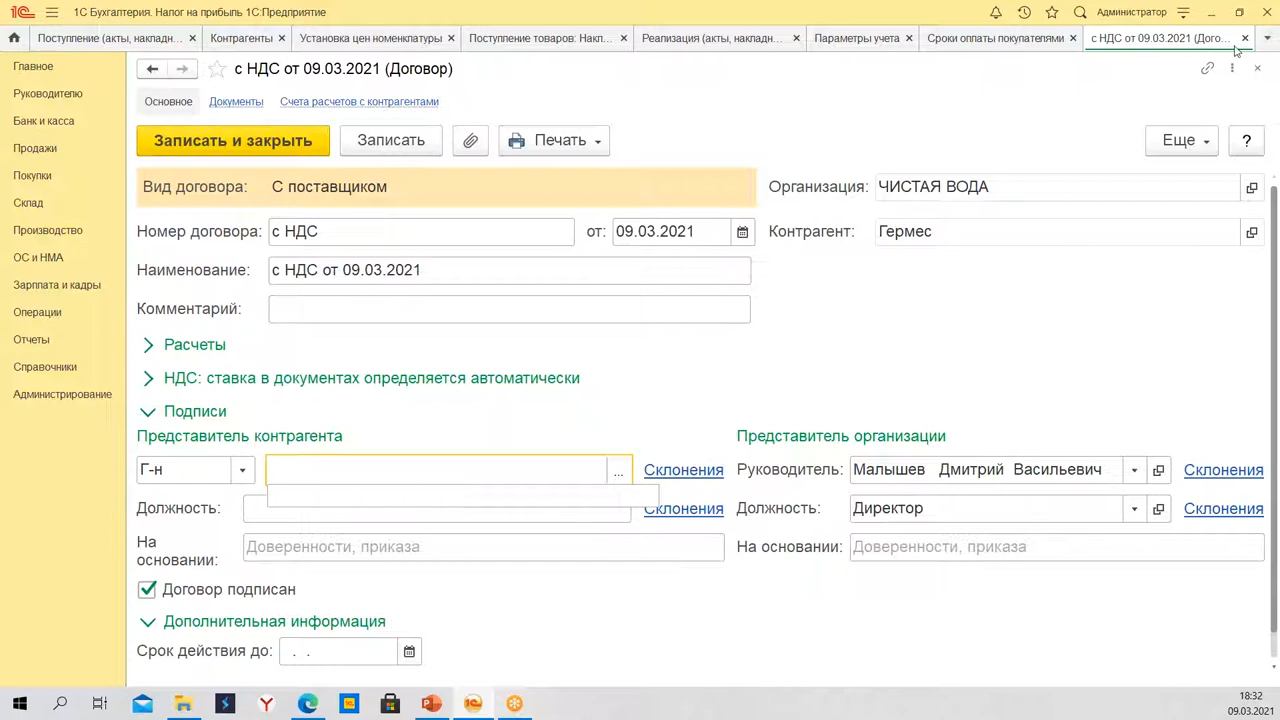 1С Бухгалтерия. Налог на прибыль 1С:Предприятие
Администратор
Поступление (акты, накладн...
Контрагенты
Установка цен номенклатуры
Поступление товаров: Накл...
Реализация (акты, накладн...
Параметры учета
Сроки оплаты покупателями
с НДС от 09.03.2021 (Дого...
Главное
Руководителю
Банк и касса
Продажи
Покупки
Склад
Производство
ОС и НМА
Зарплата и кадры
Операции
Отчеты
Справочники
Администрирование
с НДС от 09.03.2021 (Договор)
Основное Документы Счета расчетов с контрагентами
Записать и закрыть Записать Печать Еще ?
Вид договора: С поставщиком Организация: ЧИСТАЯ ВОДА
Номер договора: с НДС от: 09.03.2021 Контрагент: Гермес
Наименование: с НДС от 09.03.2021
Комментарий:
Расчеты
НДС: ставка в документах определяется автоматически
Подписи
Представитель контрагента Представитель организации
Г-н ... Склонения Руководитель: Малышев Дмитрий Васильевич Склонения
Должность: Склонения Должность: Директор Склонения
На основании: Доверенности, приказа На основании: Доверенности, приказа
Договор подписан
Дополнительная информация
Срок действия до: . .
18:32
09.03.2021